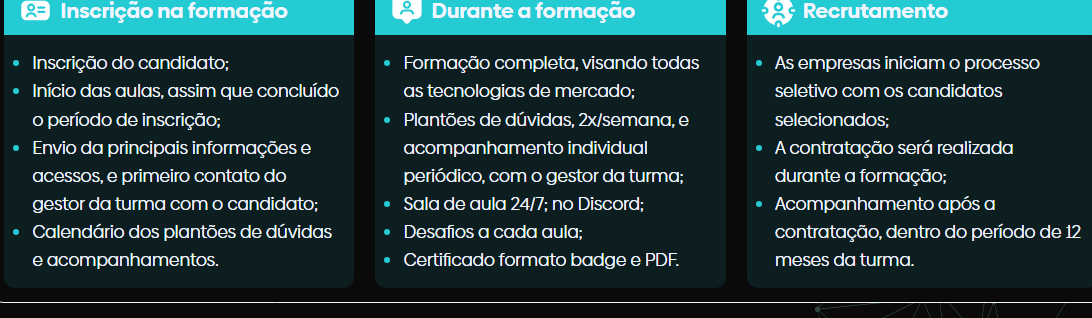 Inscrição na formação
Inscrição do candidato;
Início das aulas, assim que concluído
o período de inscrição;
Envio da principais informações e
acessos, e primeiro contato do
gestor da turma com o candidato;
Calendário dos plantões de dúvidas
e acompanhamentos.
Durante a formação
Formação completa, visando todas
as tecnologias de mercado;
Plantões de dúvidas, 2x/semana, e
acompanhamento individual
periódico, com o gestor da turma;
Sala de aula 24/7; no Discord;
Desafios a cada aula;
Certificado formato badge e PDF.
Recrutamento
As empresas iniciam o processo
seletivo com os candidatos
selecionados;
A contratação será realizada
durante a formação;
Acompanhamento após a
contratação, dentro do período de 12
meses da turma.